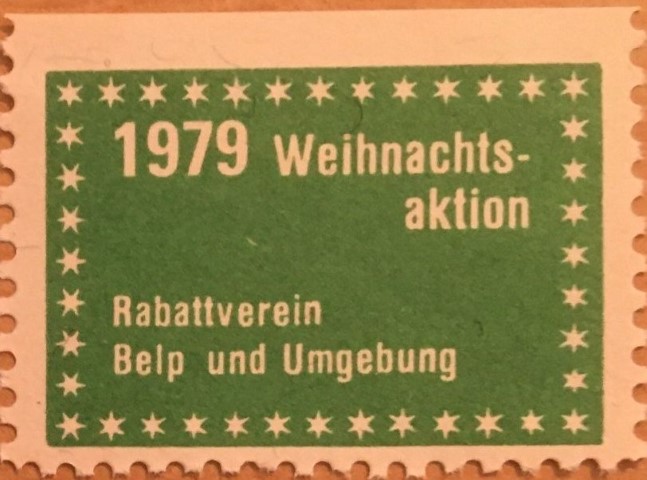 1979 Weihnachts-
aktion
Rabattverein
Belp und Umgebung